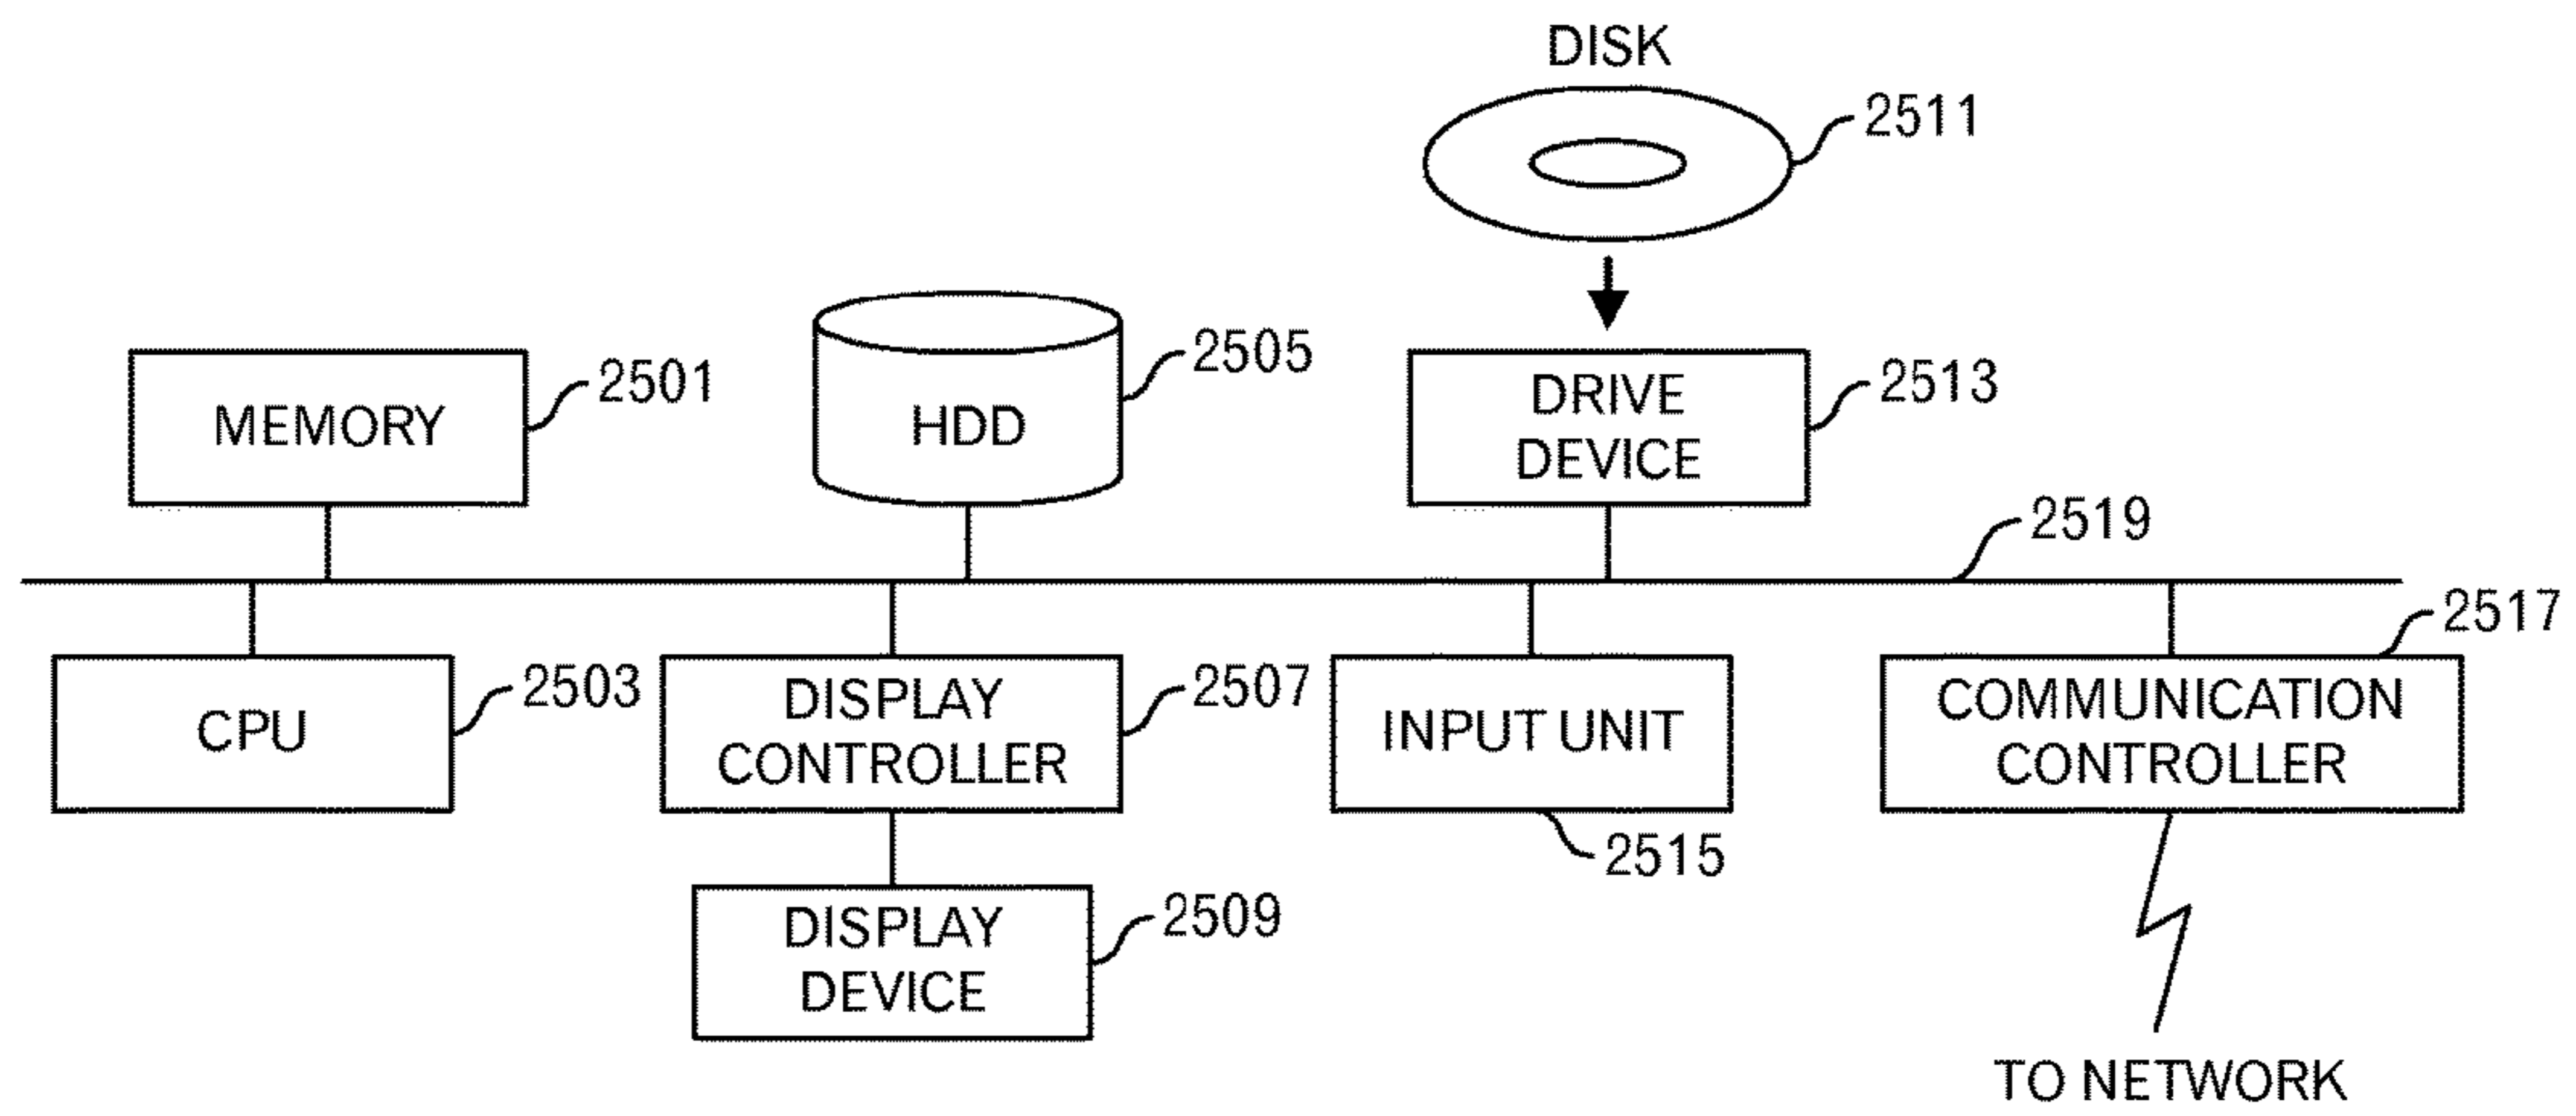 DISK
2511
2505
2501
2513
MEMORY
HDD
DRIVE
DEVICE
2519
2517
2503
2507
CPU
DISPLAY
CONTROLLER
INPUT UNIT
COMMUNICATION
CONTROLLER
2515
2509
DISPLAY
DEVICE
TO NETWORK